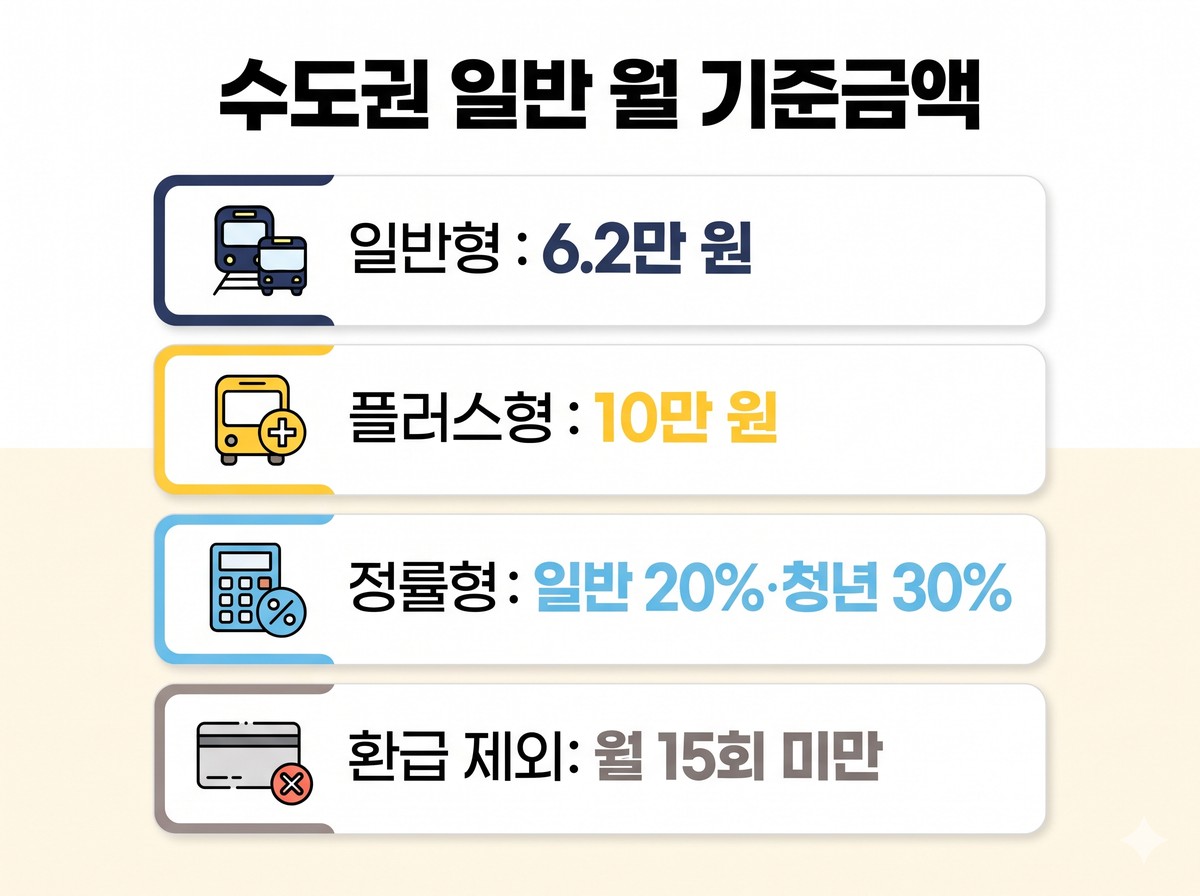 수도권 일반 월 기준금액
일반형 : 6.2만 원
플러스형 : 10만 원
정률형 : 일반 20%·청년 30%
환급 제외: 월 15회 미만